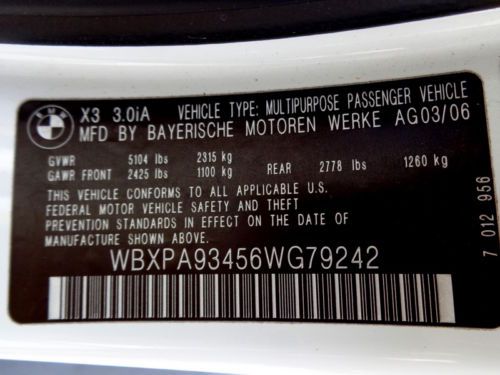 BMW
X3 3.0iA VEHICLE TYPE: MULTIPURPOSE PASSENGER VEHICLE
MFD BY BAYERISCHE MOTOREN WERKE AG03/06
GVWR 5104 lbs 2315 kg
GAWR FRONT 2425 lbs 1100 kg REAR 2778 lbs 1260 kg
THIS VEHICLE CONFORMS TO ALL APPLICABLE U.S.
FEDERAL MOTOR VEHICLE SAFETY AND THEFT
PREVENTION STANDARDS IN EFFECT ON THE DATE
OF MANUFACTURE SHOWN ABOVE.
WBXPA93456WG79242
7 012 956